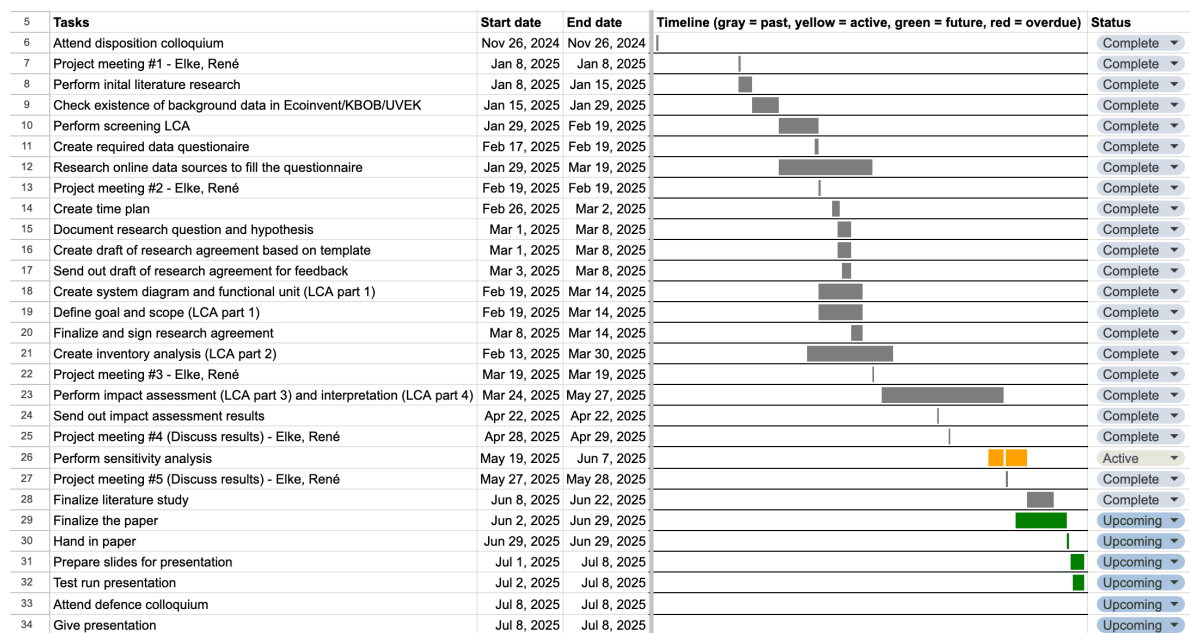 5 Tasks Start date End date Timeline (gray = past, yellow = active, green = future, red = overdue) Status
6 Attend disposition colloquium Nov 26, 2024 Nov 26, 2024 Complete
7 Project meeting #1 - Elke, René Jan 8, 2025 Jan 8, 2025 Complete
8 Perform inital literature research Jan 8, 2025 Jan 15, 2025 Complete
9 Check existence of background data in Ecoinvent/KBOB/UVEK Jan 15, 2025 Jan 29, 2025 Complete
10 Perform screening LCA Jan 29, 2025 Feb 19, 2025 Complete
11 Create required data questionaire Feb 17, 2025 Feb 19, 2025 Complete
12 Research online data sources to fill the questionnaire Jan 29, 2025 Mar 19, 2025 Complete
13 Project meeting #2 - Elke, René Feb 19, 2025 Feb 19, 2025 Complete
14 Create time plan Feb 26, 2025 Mar 2, 2025 Complete
15 Document research question and hypothesis Mar 1, 2025 Mar 8, 2025 Complete
16 Create draft of research agreement based on template Mar 1, 2025 Mar 8, 2025 Complete
17 Send out draft of research agreement for feedback Mar 3, 2025 Mar 8, 2025 Complete
18 Create system diagram and functional unit (LCA part 1) Feb 19, 2025 Mar 14, 2025 Complete
19 Define goal and scope (LCA part 1) Feb 19, 2025 Mar 14, 2025 Complete
20 Finalize and sign research agreement Mar 8, 2025 Mar 14, 2025 Complete
21 Create inventory analysis (LCA part 2) Feb 13, 2025 Mar 30, 2025 Complete
22 Project meeting #3 - Elke, René Mar 19, 2025 Mar 19, 2025 Complete
23 Perform impact assessment (LCA part 3) and interpretation (LCA part 4) Mar 24, 2025 May 27, 2025 Complete
24 Send out impact assessment results Apr 22, 2025 Apr 22, 2025 Complete
25 Project meeting #4 (Discuss results) - Elke, René Apr 28, 2025 Apr 29, 2025 Complete
26 Perform sensitivity analysis May 19, 2025 Jun 7, 2025 Active
27 Project meeting #5 (Discuss results) - Elke, René May 27, 2025 May 28, 2025 Complete
28 Finalize literature study Jun 8, 2025 Jun 22, 2025 Complete
29 Finalize the paper Jun 2, 2025 Jun 29, 2025 Upcoming
30 Hand in paper Jun 29, 2025 Jun 29, 2025 Upcoming
31 Prepare slides for presentation Jul 1, 2025 Jul 8, 2025 Upcoming
32 Test run presentation Jul 2, 2025 Jul 8, 2025 Upcoming
33 Attend defence colloquium Jul 8, 2025 Jul 8, 2025 Upcoming
34 Give presentation Jul 8, 2025 Jul 8, 2025 Upcoming